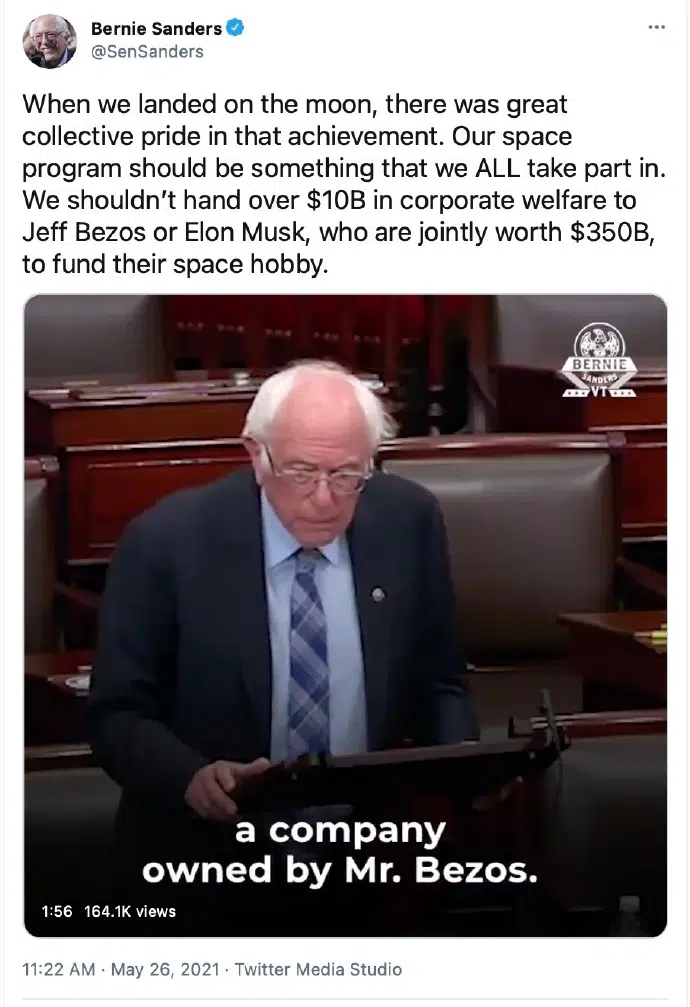 Bernie Sanders
@SenSanders
When we landed on the moon, there was great
collective pride in that achievement. Our space
program should be something that we ALL take part in.
We shouldn't hand over $10B in corporate welfare to
Jeff Bezos or Elon Musk, who are jointly worth $350B,
to fund their space hobby.
BERNIE
SANDERS
VT
a company
owned by Mr. Bezos.
1:56 164.1K views
11:22 AM · May 26, 2021 · Twitter Media Studio